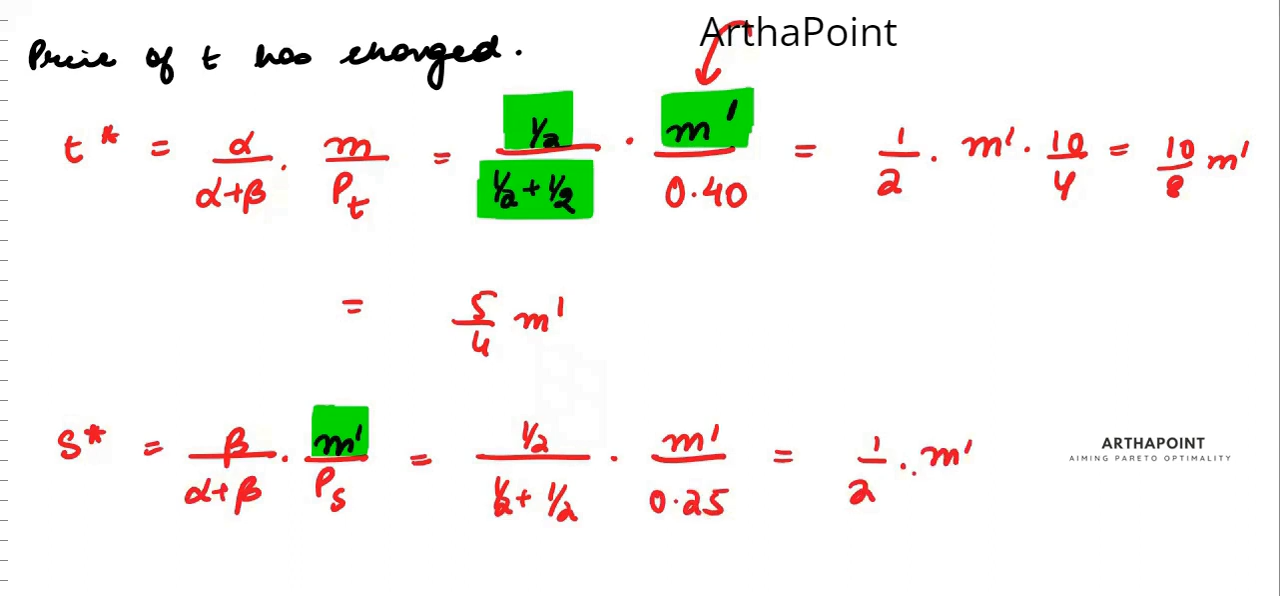 ArthaPoint
Price of t has changed.
t* = α/(α+β) · m/P_t = (1/2)/(1/2 + 1/2) · m'/0.40 = 1/2 · m' · 10/4 = 10/8 m'
= 5/4 m'
S* = β/(α+β) · m'/P_s = (1/2)/(1/2 + 1/2) · m'/0.25 = 1/2 · m'
ARTHAPOINT
AIMING PARETO OPTIMALITY